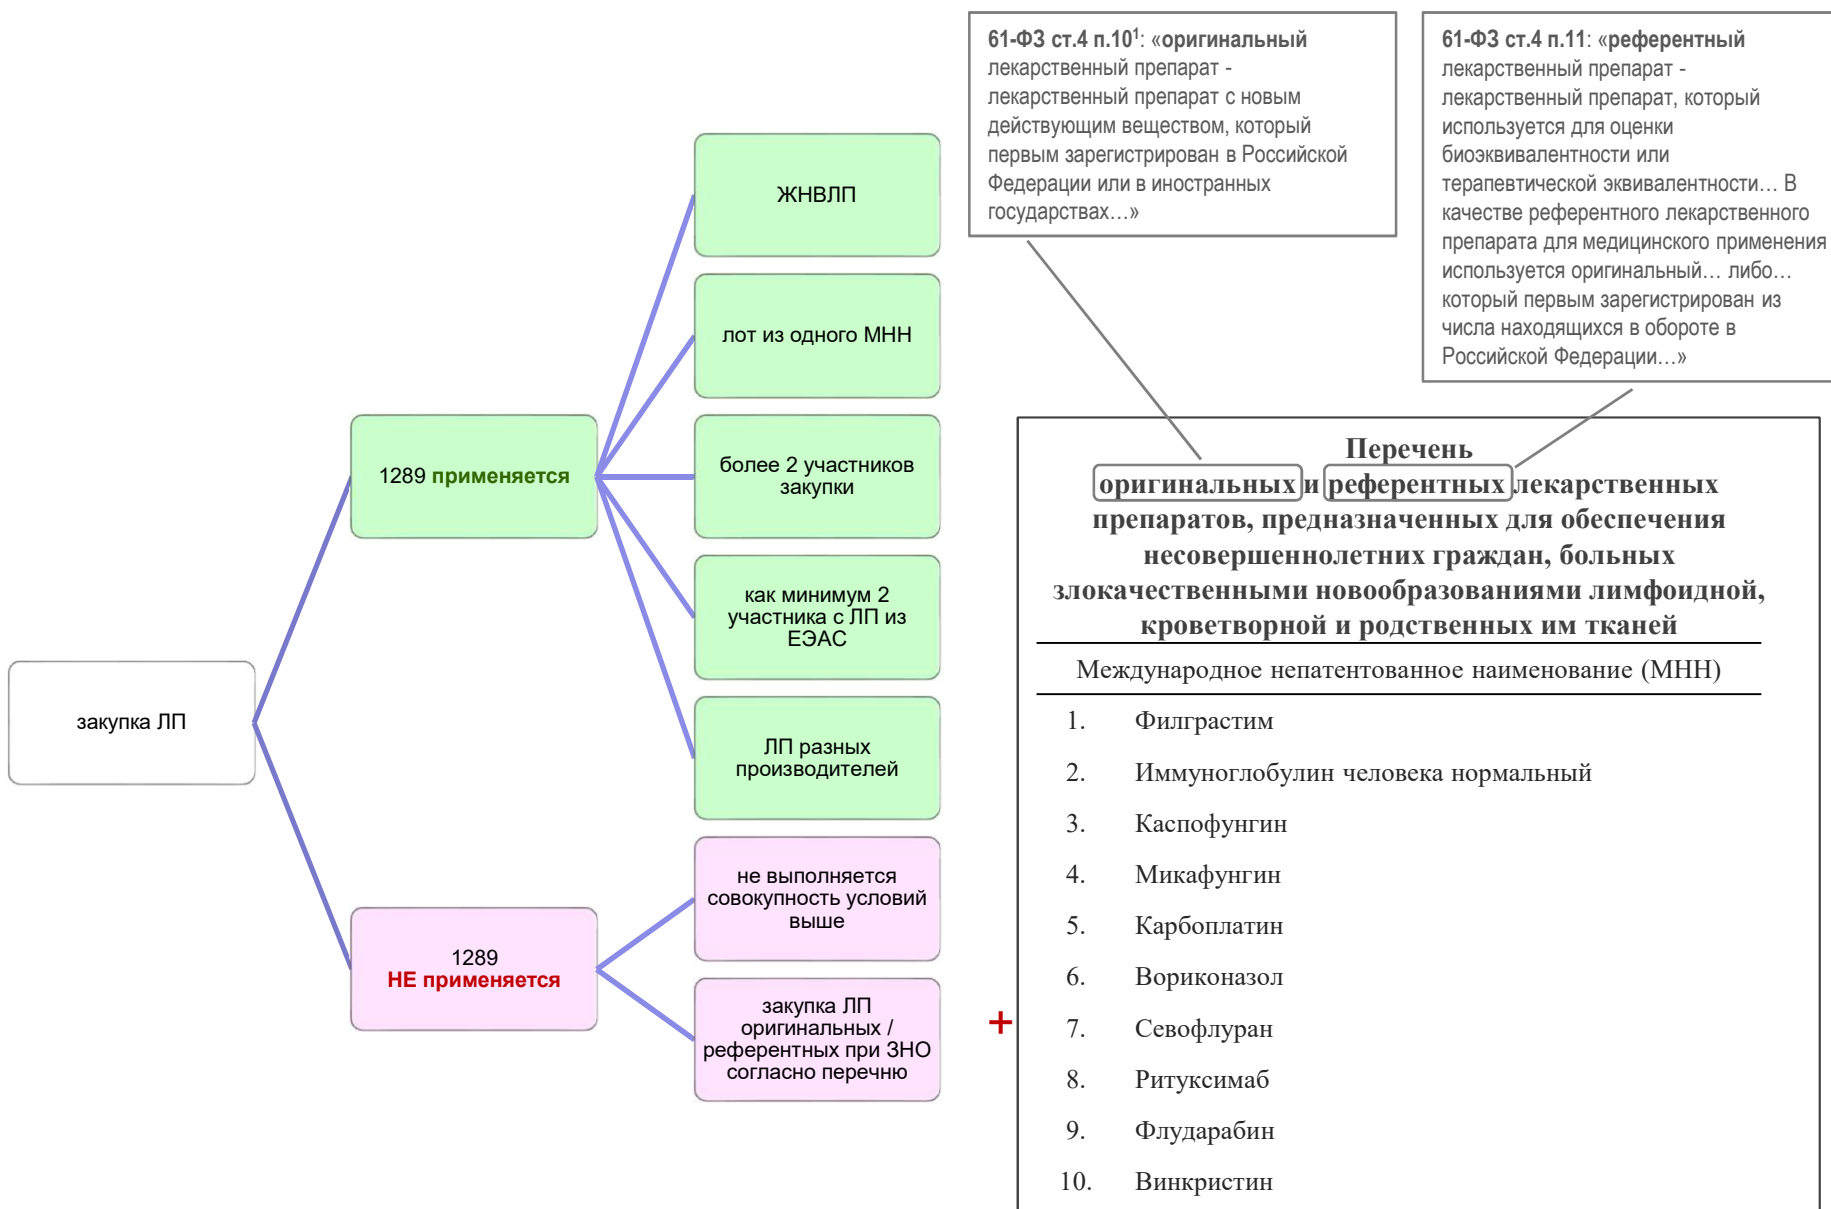 61-ФЗ ст.4 п.10¹: «оригинальный
лекарственный препарат -
лекарственный препарат с новым
действующим веществом, который
первым зарегистрирован в Российской
Федерации или в иностранных
государствах…»
61-ФЗ ст.4 п.11: «референтный
лекарственный препарат -
лекарственный препарат, который
используется для оценки
биоэквивалентности или
терапевтической эквивалентности… В
качестве референтного лекарственного
препарата для медицинского применения
используется оригинальный… либо…
который первым зарегистрирован из
числа находящихся в обороте в
Российской Федерации…»
закупка ЛП
1289 применяется
ЖНВЛП
лот из одного МНН
более 2 участников
закупки
как минимум 2
участника с ЛП из
ЕЭАС
ЛП разных
производителей
1289
НЕ применяется
не выполняется
совокупность условий
выше
закупка ЛП
оригинальных /
референтных при ЗНО
согласно перечню
+
Перечень
оригинальных и референтных лекарственных
препаратов, предназначенных для обеспечения
несовершеннолетних граждан, больных
злокачественными новообразованиями лимфоидной,
кроветворной и родственных им тканей
Международное непатентованное наименование (МНН)
1. Филграстим
2. Иммуноглобулин человека нормальный
3. Каспофунгин
4. Микафунгин
5. Карбоплатин
6. Вориконазол
7. Севофлуран
8. Ритуксимаб
9. Флударабин
10. Винкристин